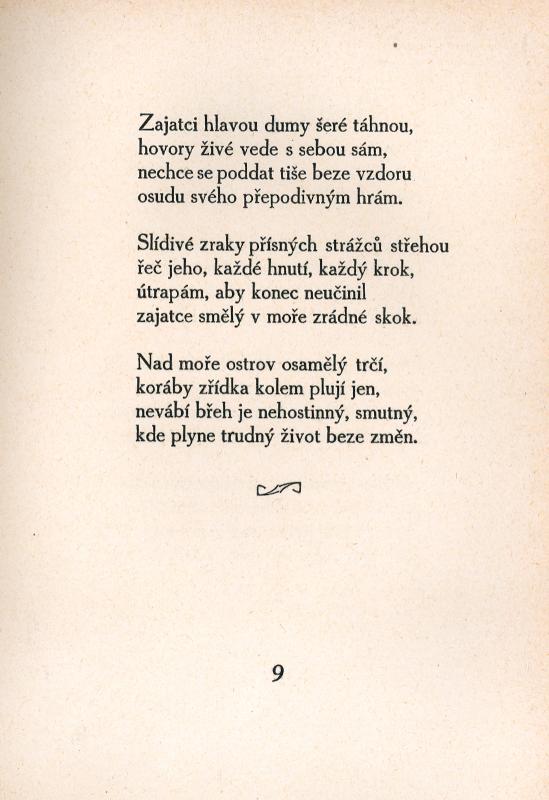 Zajatci hlavou dumy šeré táhnou,
hovory živé vede s sebou sám,
nechce se poddat tiše beze vzdoru
osudu svého přepodivným hrám.
Slídivé zraky přísných strážců střehou
řeč jeho, každé hnutí, každý krok,
útrapám, aby konec neučinil
zajatce smělý v moře zrádné skok.
Nad moře ostrov osamělý trčí,
koráby zřídka kolem plují jen,
nevábí břeh je nehostinný, smutný,
kde plyne trudný život beze změn.
9